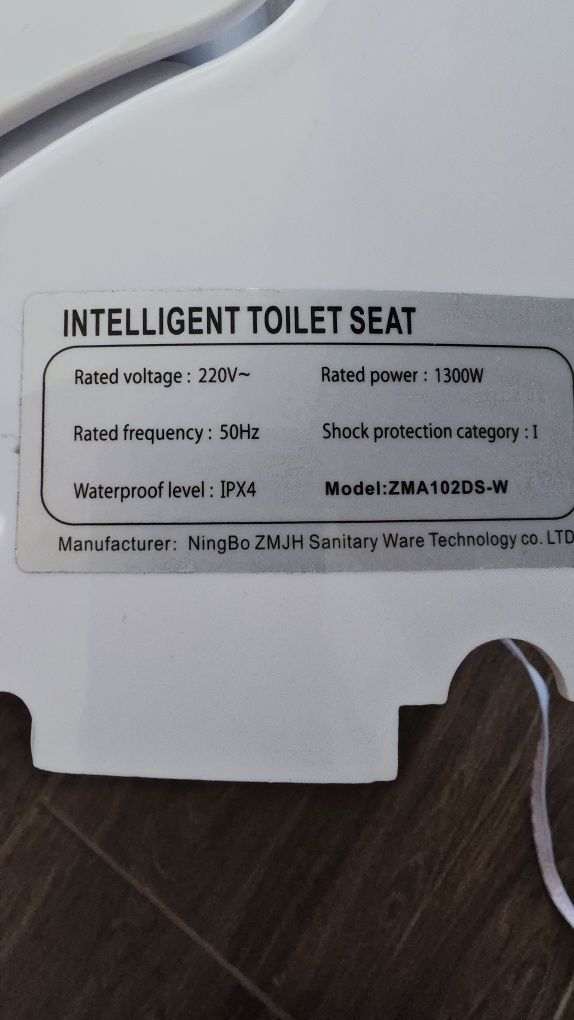 INTELLIGENT TOILET SEAT
Rated voltage : 220V~ Rated power : 1300W
Rated frequency : 50Hz Shock protection category : I
Waterproof level : IPX4 Model:ZMA102DS-W
Manufacturer: NingBo ZMJH Sanitary Ware Technology co. LTD